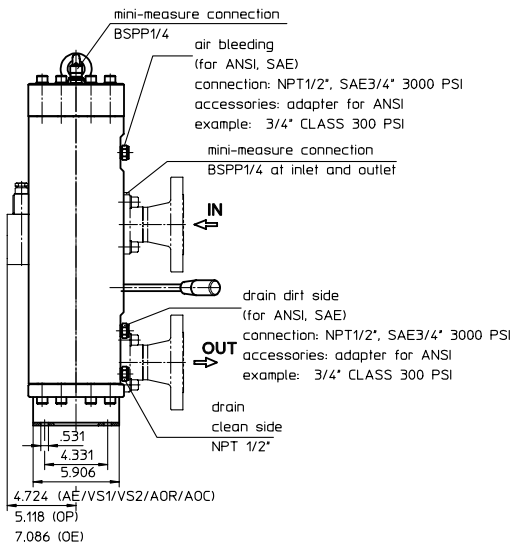 mini-measure connection
BSPP1/4
air bleeding
(for ANSI, SAE)
connection: NPT1/2", SAE3/4" 3000 PSI
accessories: adapter for ANSI
example: 3/4" CLASS 300 PSI
mini-measure connection
BSPP1/4 at inlet and outlet
IN
drain dirt side
(for ANSI, SAE)
connection: NPT1/2", SAE3/4" 3000 PSI
accessories: adapter for ANSI
example: 3/4" CLASS 300 PSI
OUT
drain
clean side
NPT 1/2"
.531
4.331
5.906
4.724 (AE/VS1/VS2/AOR/AOC)
5.118 (OP)
7.086 (OE)